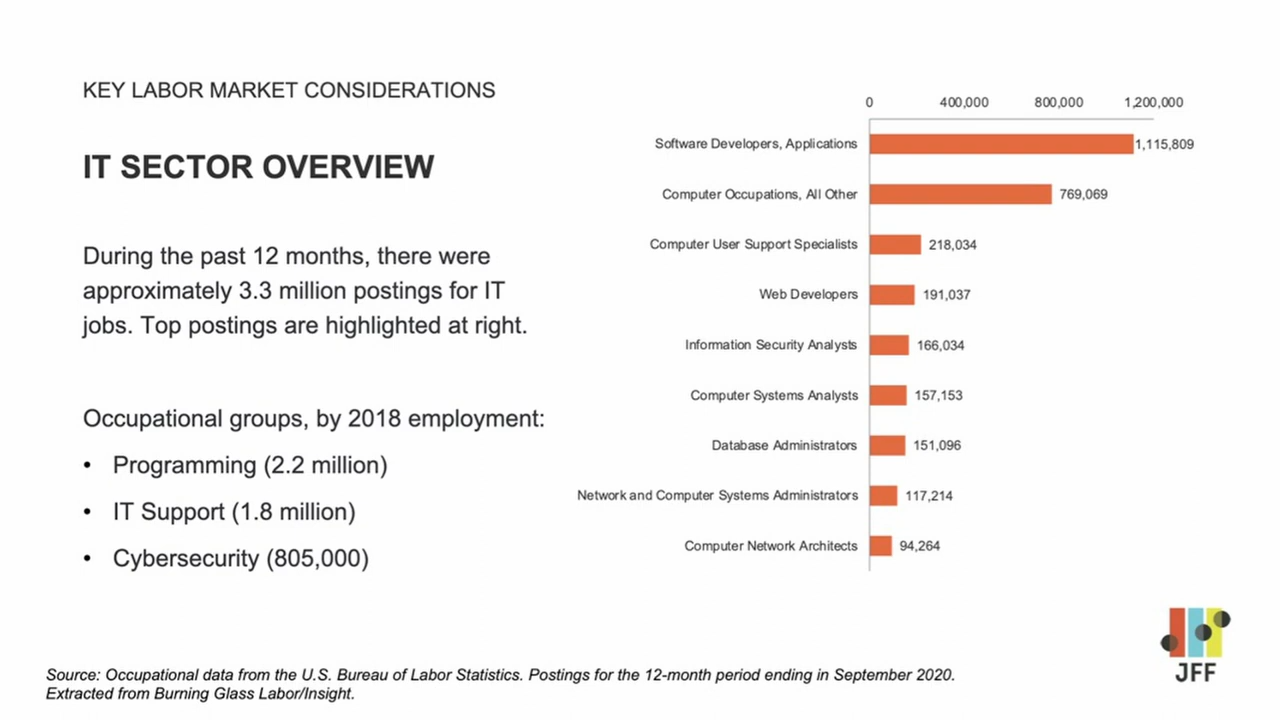 KEY LABOR MARKET CONSIDERATIONS
IT SECTOR OVERVIEW
During the past 12 months, there were
approximately 3.3 million postings for IT
jobs. Top postings are highlighted at right.
Occupational groups, by 2018 employment:
• Programming (2.2 million)
• IT Support (1.8 million)
• Cybersecurity (805,000)
0 400,000 800,000 1,200,000
Software Developers, Applications 1,115,809
Computer Occupations, All Other 769,069
Computer User Support Specialists 218,034
Web Developers 191,037
Information Security Analysts 166,034
Computer Systems Analysts 157,153
Database Administrators 151,096
Network and Computer Systems Administrators 117,214
Computer Network Architects 94,264
JFF
Source: Occupational data from the U.S. Bureau of Labor Statistics. Postings for the 12-month period ending in September 2020.
Extracted from Burning Glass Labor/Insight.